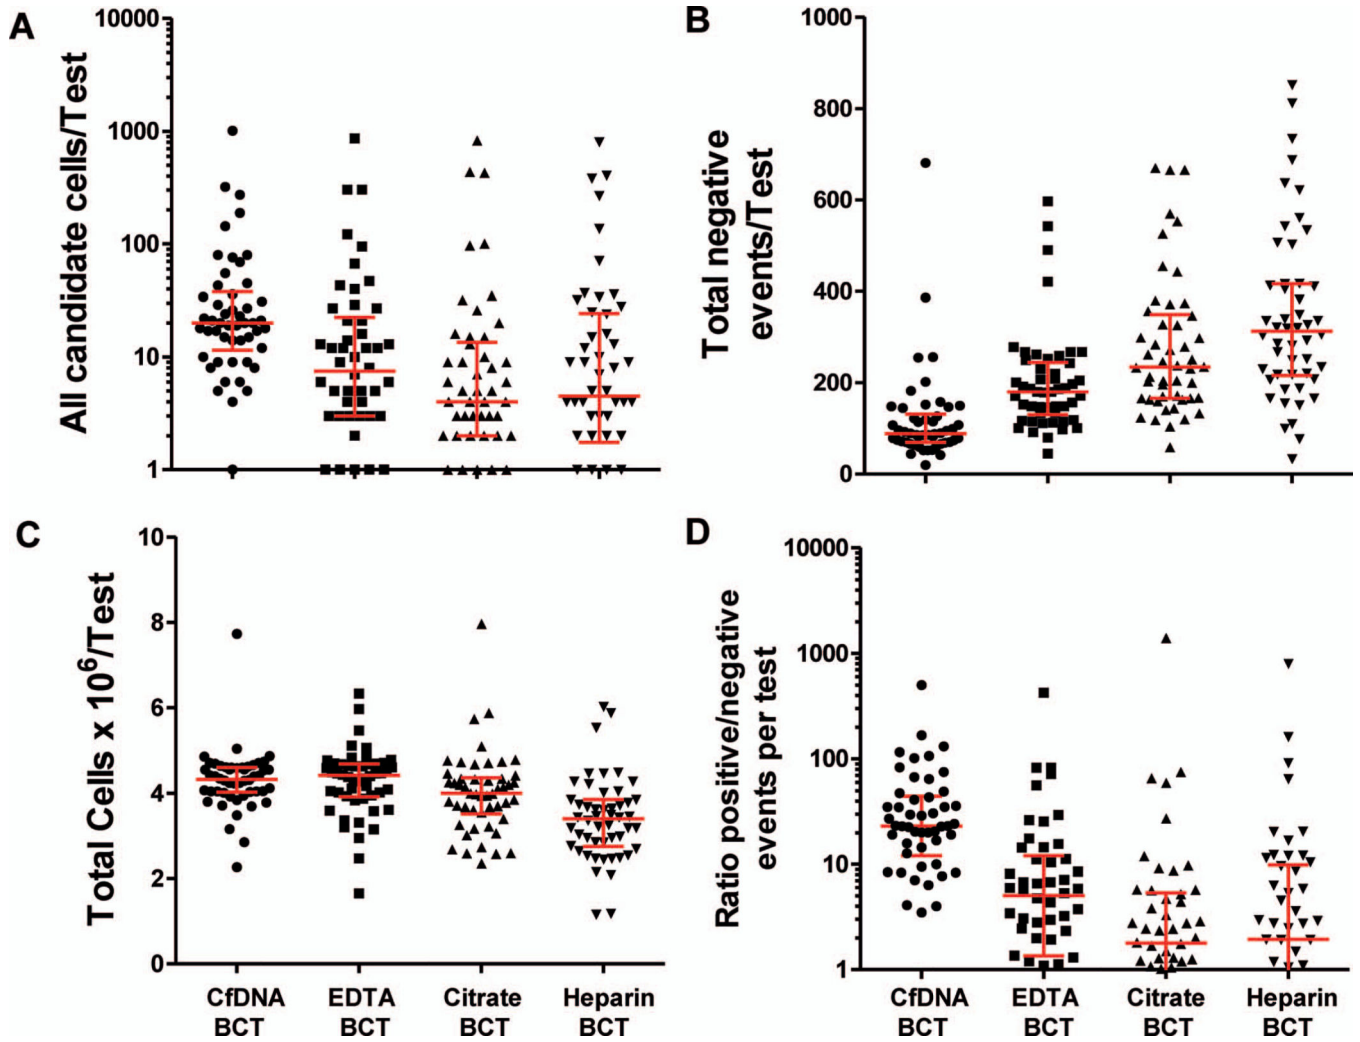 A
All candidate cells/Test
10000
1000
100
10
1
B
Total negative
events/Test
1000
800
600
400
200
0
C
Total Cells x 10⁶/Test
10
8
6
4
2
0
CfDNA
BCT
EDTA
BCT
Citrate
BCT
Heparin
BCT
D
Ratio positive/negative
events per test
10000
1000
100
10
1
CfDNA
BCT
EDTA
BCT
Citrate
BCT
Heparin
BCT